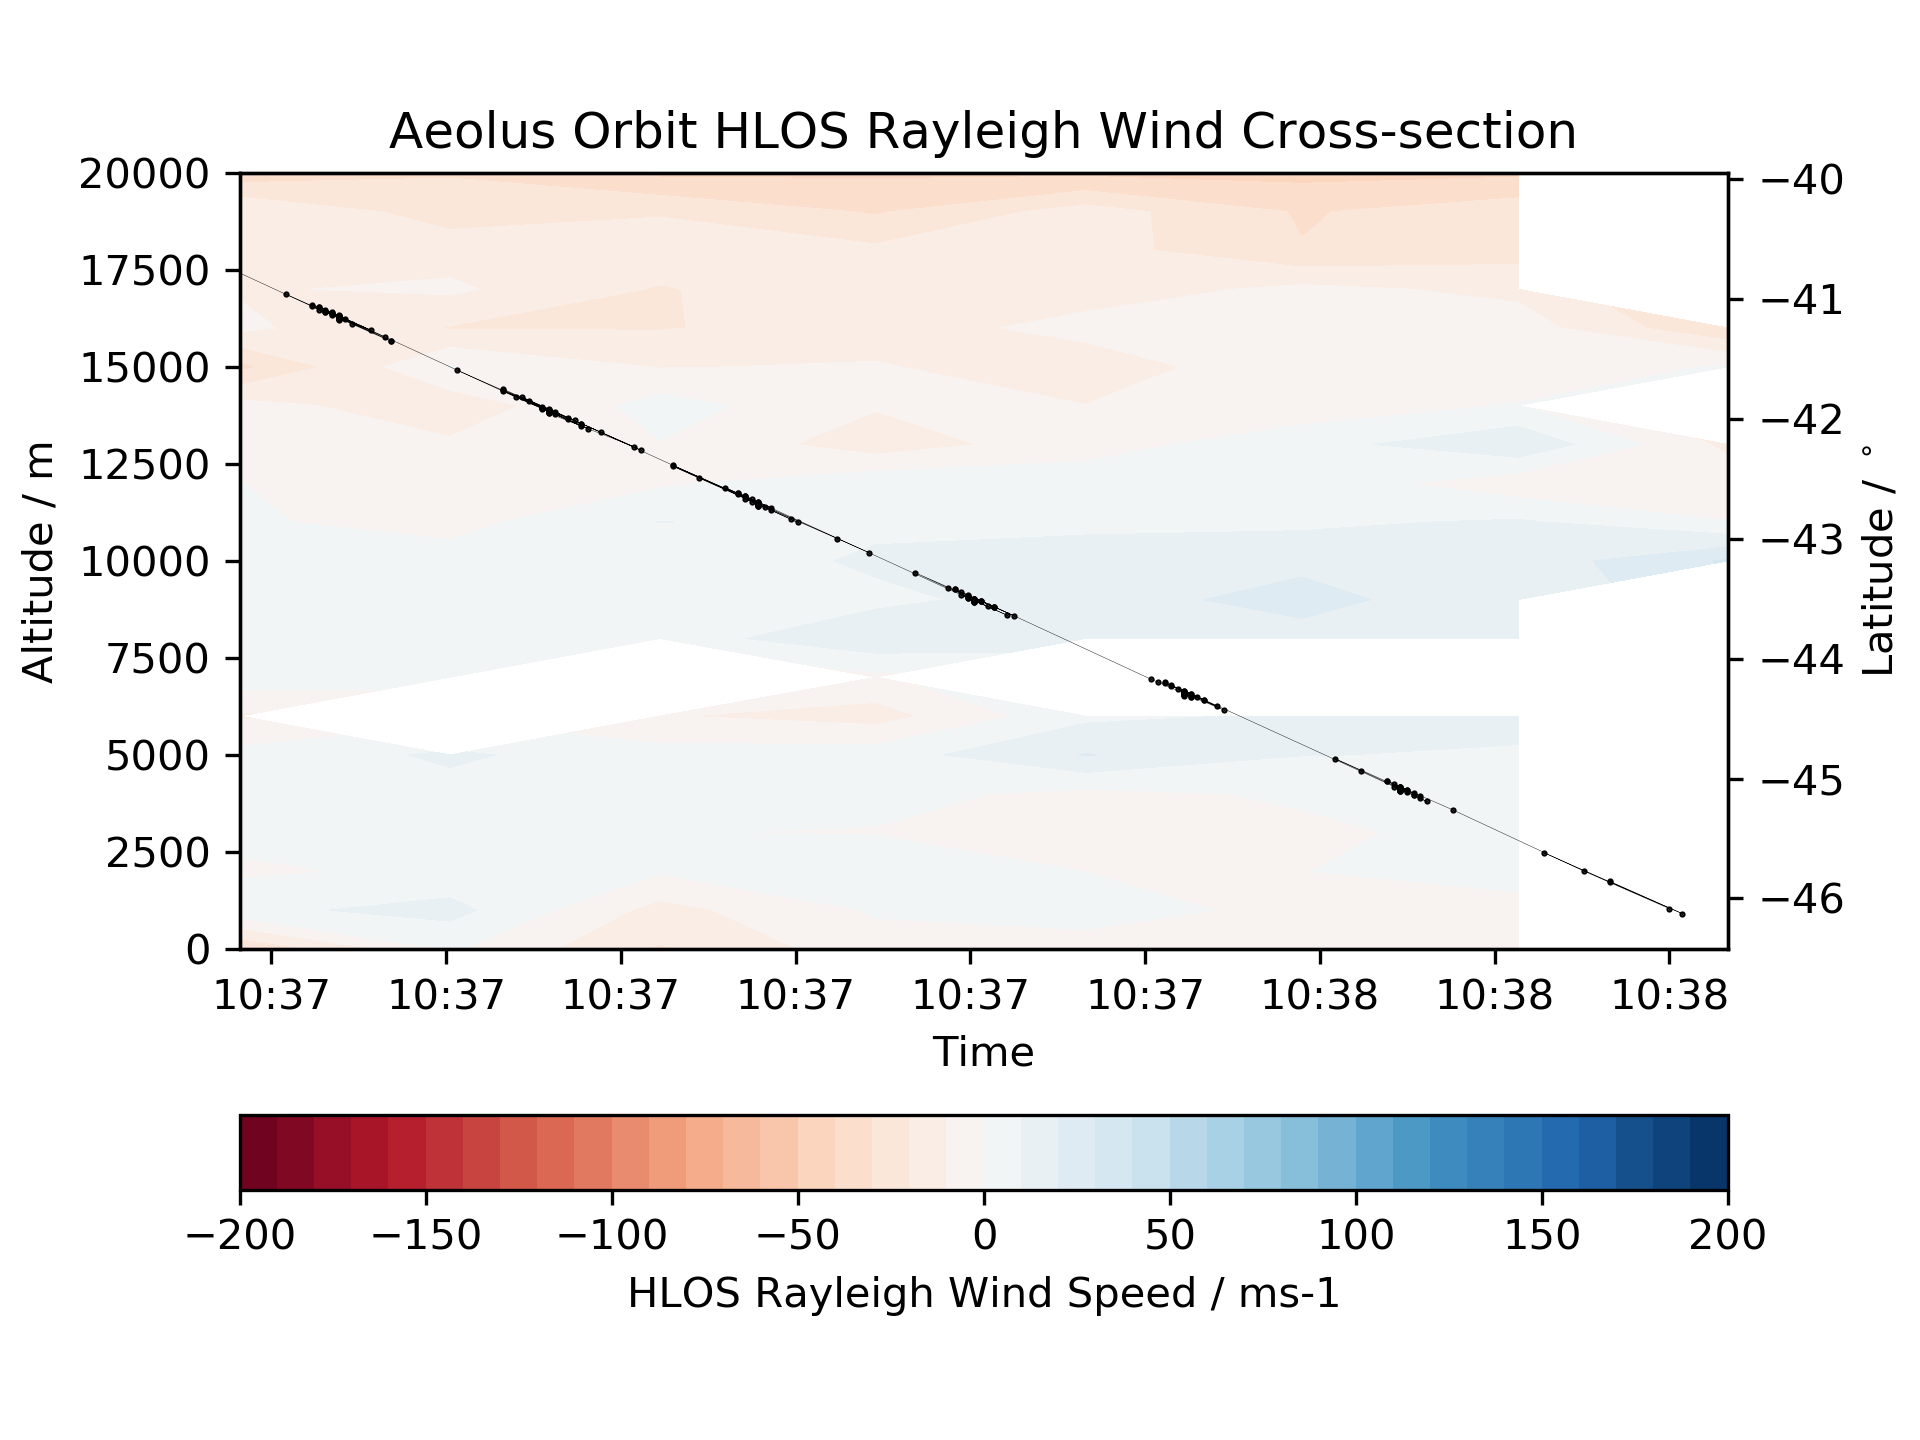 Aeolus Orbit HLOS Rayleigh Wind Cross-section
20000
17500
15000
12500
10000
7500
5000
2500
0
Altitude / m
−40
−41
−42
−43
−44
−45
−46
Latitude / °
10:37 10:37 10:37 10:37 10:37 10:37 10:38 10:38 10:38
Time
−200 −150 −100 −50 0 50 100 150 200
HLOS Rayleigh Wind Speed / ms-1